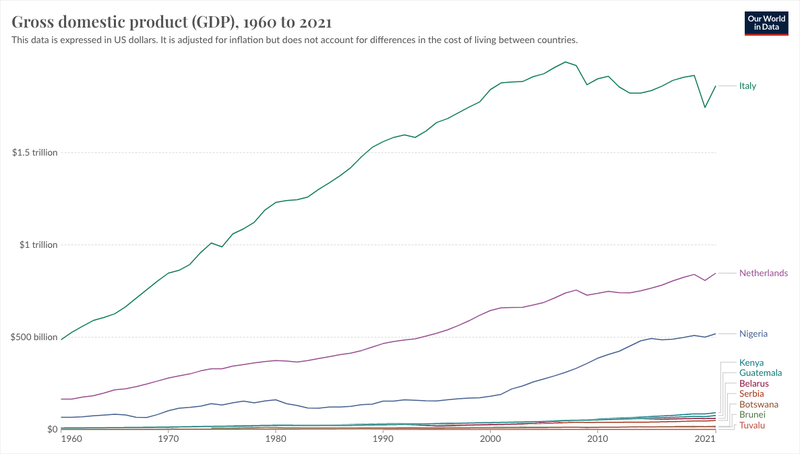 Gross domestic product (GDP), 1960 to 2021
This data is expressed in US dollars. It is adjusted for inflation but does not account for differences in the cost of living between countries.
Our World
in Data
$1.5 trillion
$1 trillion
$500 billion
$0
1960
1970
1980
1990
2000
2010
2021
Italy
Netherlands
Nigeria
Kenya
Guatemala
Belarus
Serbia
Botswana
Brunei
Tuvalu